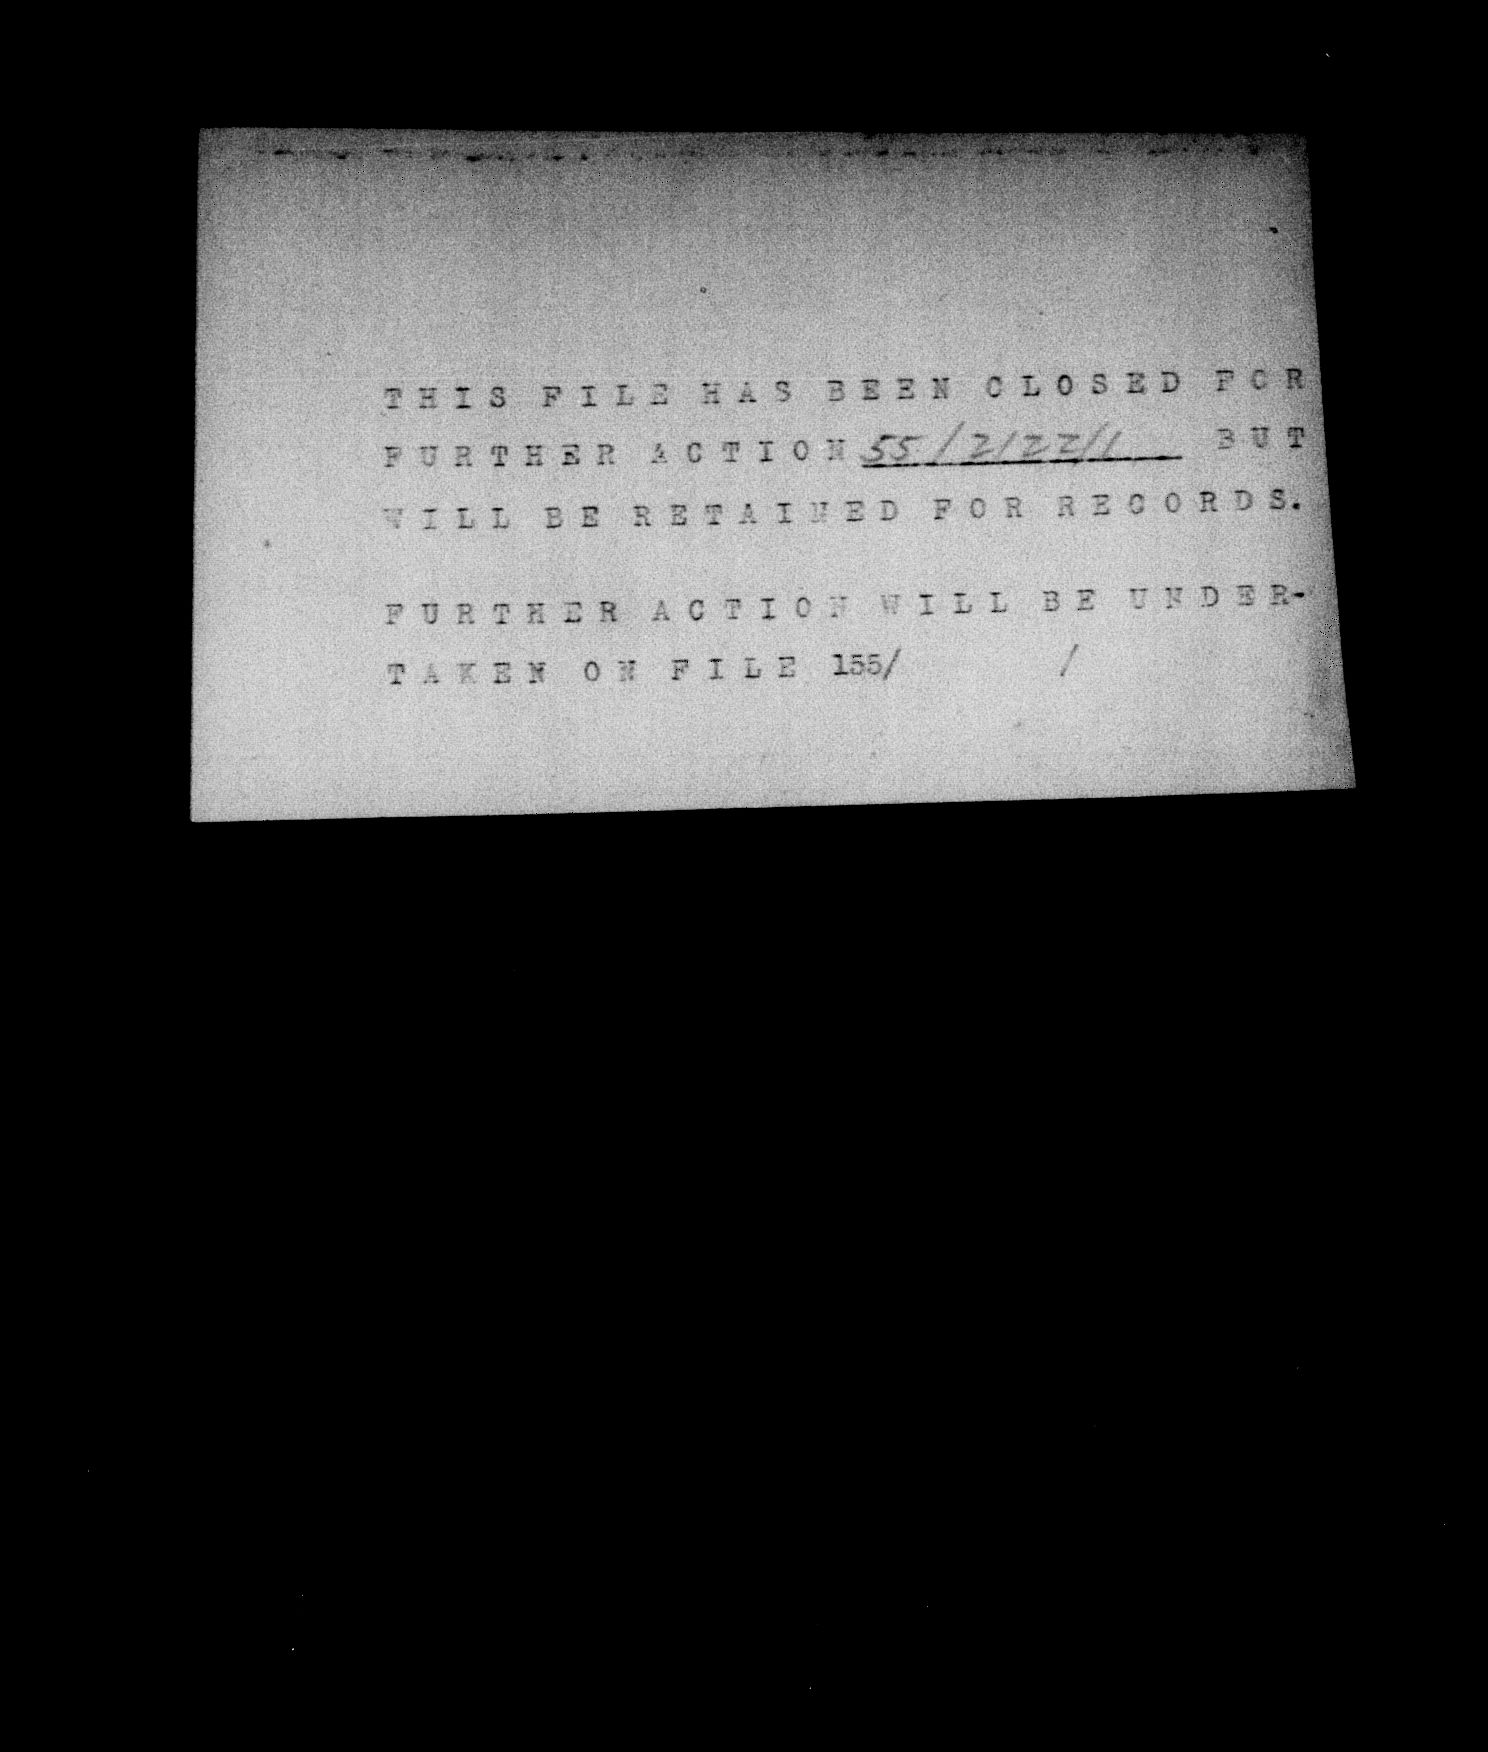 THIS FILE HAS BEEN CLOSED FOR
FURTHER ACTION 55/2/22/1 BUT
WILL BE RETAINED FOR RECORDS.
FURTHER ACTION WILL BE UNDER-
TAKEN ON FILE 155/ /